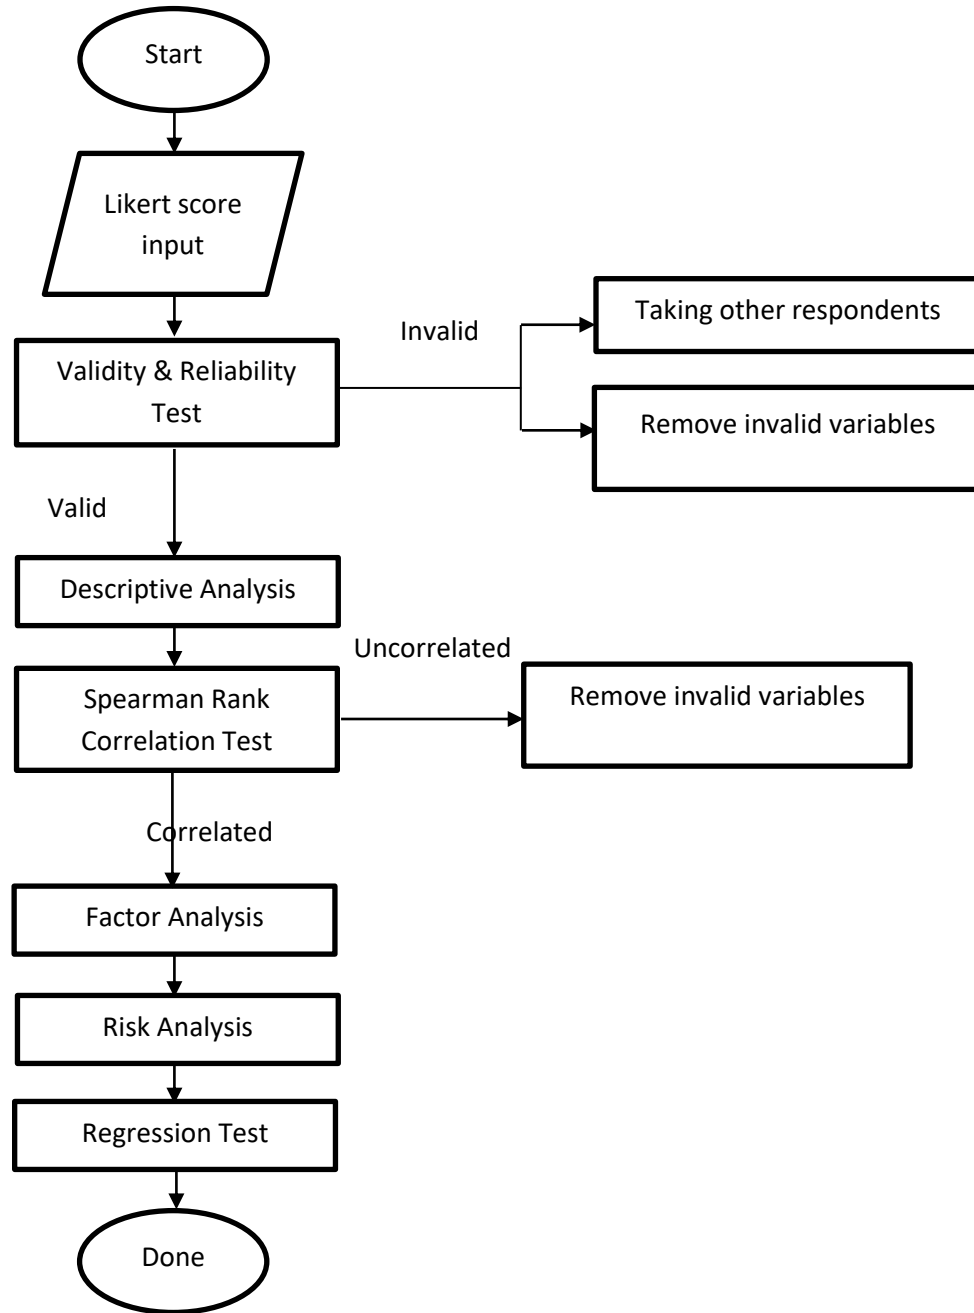 Start
Likert score
input
Invalid
Taking other respondents
Validity & Reliability
Test
Remove invalid variables
Valid
Descriptive Analysis
Uncorrelated
Spearman Rank
Correlation Test
Remove invalid variables
Correlated
Factor Analysis
Risk Analysis
Regression Test
Done